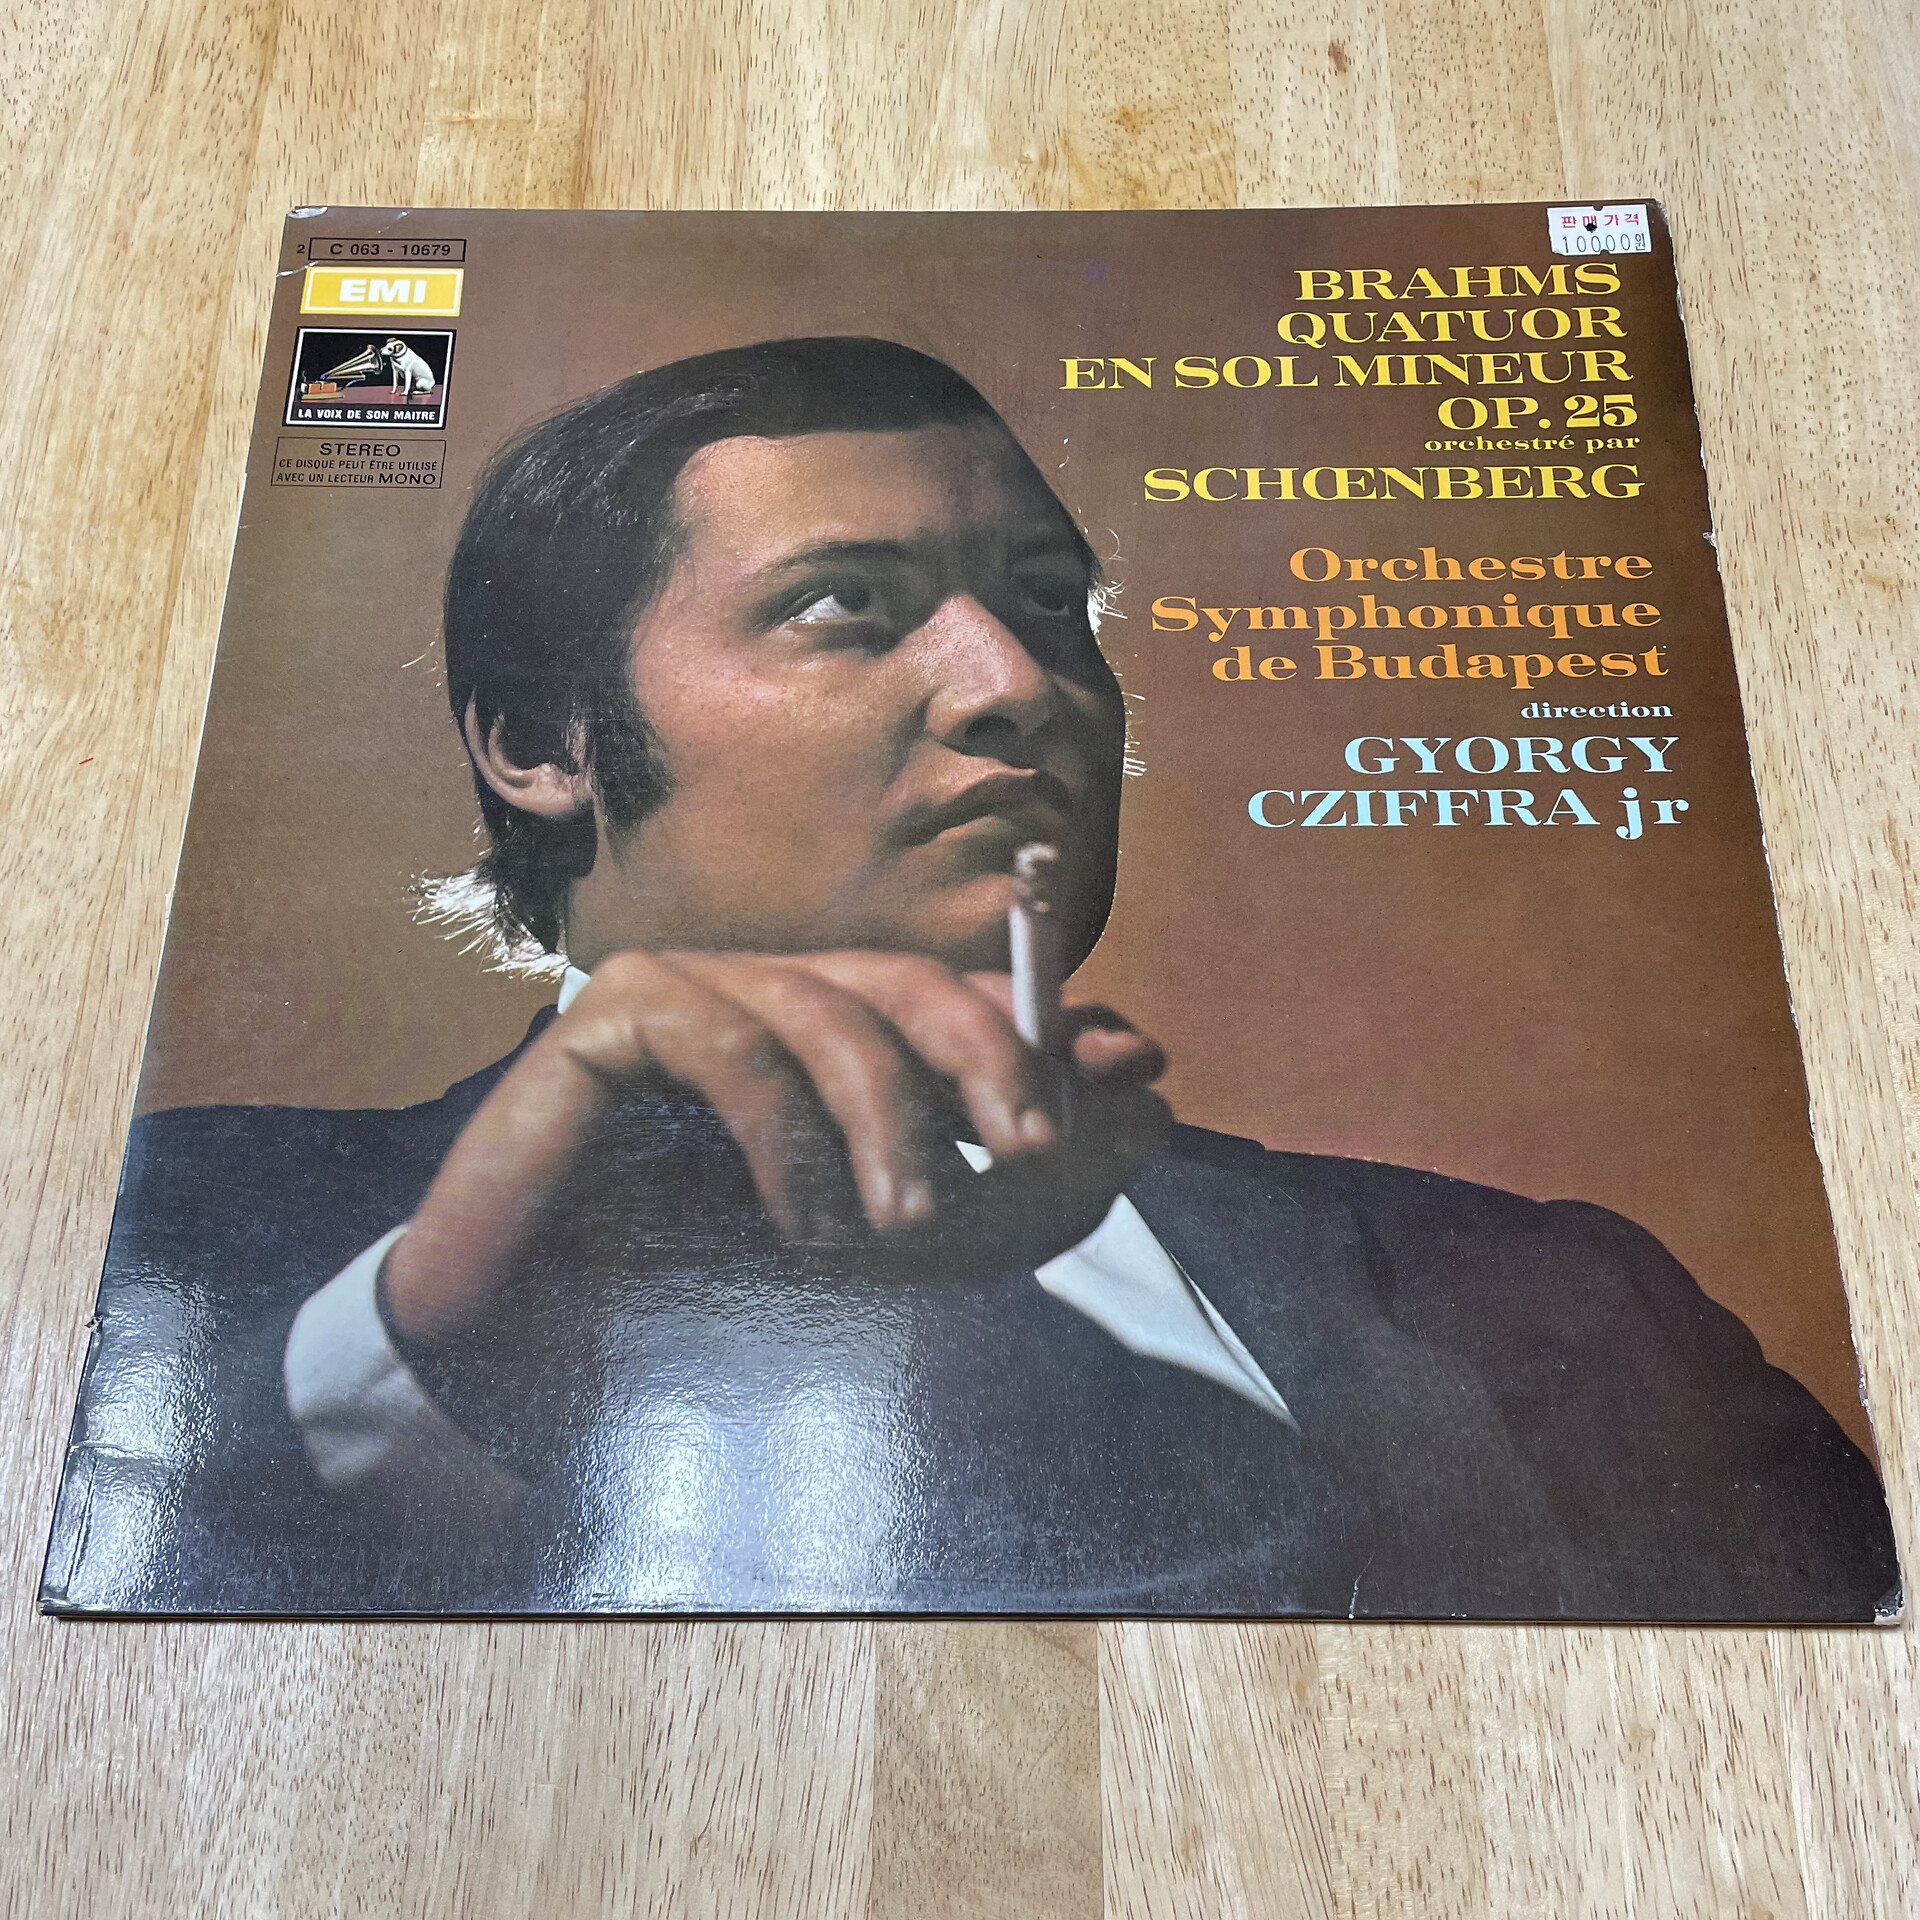 2 C 063 - 10679
EMI
LA VOIX DE SON MAITRE
STEREO
CE DISQUE PEUT ÊTRE UTILISÉ
AVEC UN LECTEUR MONO
판매가격
10000원
BRAHMS
QUATUOR
EN SOL MINEUR
OP. 25
orchestré par
SCHŒNBERG
Orchestre
Symphonique
de Budapest
direction
GYORGY
CZIFFRA jr